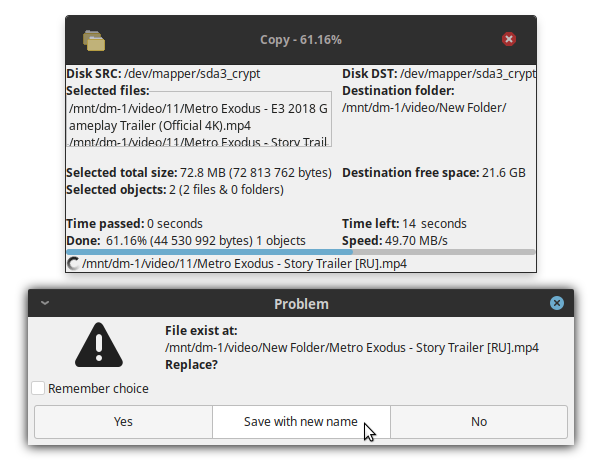 Copy - 61.16%
Disk SRC: /dev/mapper/sda3_crypt
Disk DST: /dev/mapper/sda3_crypt
Selected files:
Destination folder:
/mnt/dm-1/video/11/Metro Exodus - E3 2018 G
ameplay Trailer (Official 4K).mp4
/mnt/dm-1/video/11/Metro Exodus - Story Trail
/mnt/dm-1/video/New Folder/
Selected total size: 72.8 MB (72 813 762 bytes)
Destination free space: 21.6 GB
Selected objects: 2 (2 files & 0 folders)
Time passed: 0 seconds
Time left: 14 seconds
Done: 61.16% (44 530 992 bytes) 1 objects
Speed: 49.70 MB/s
/mnt/dm-1/video/11/Metro Exodus - Story Trailer [RU].mp4
Problem
File exist at:
/mnt/dm-1/video/New Folder/Metro Exodus - Story Trailer [RU].mp4
Replace?
Remember choice
Yes
Save with new name
No